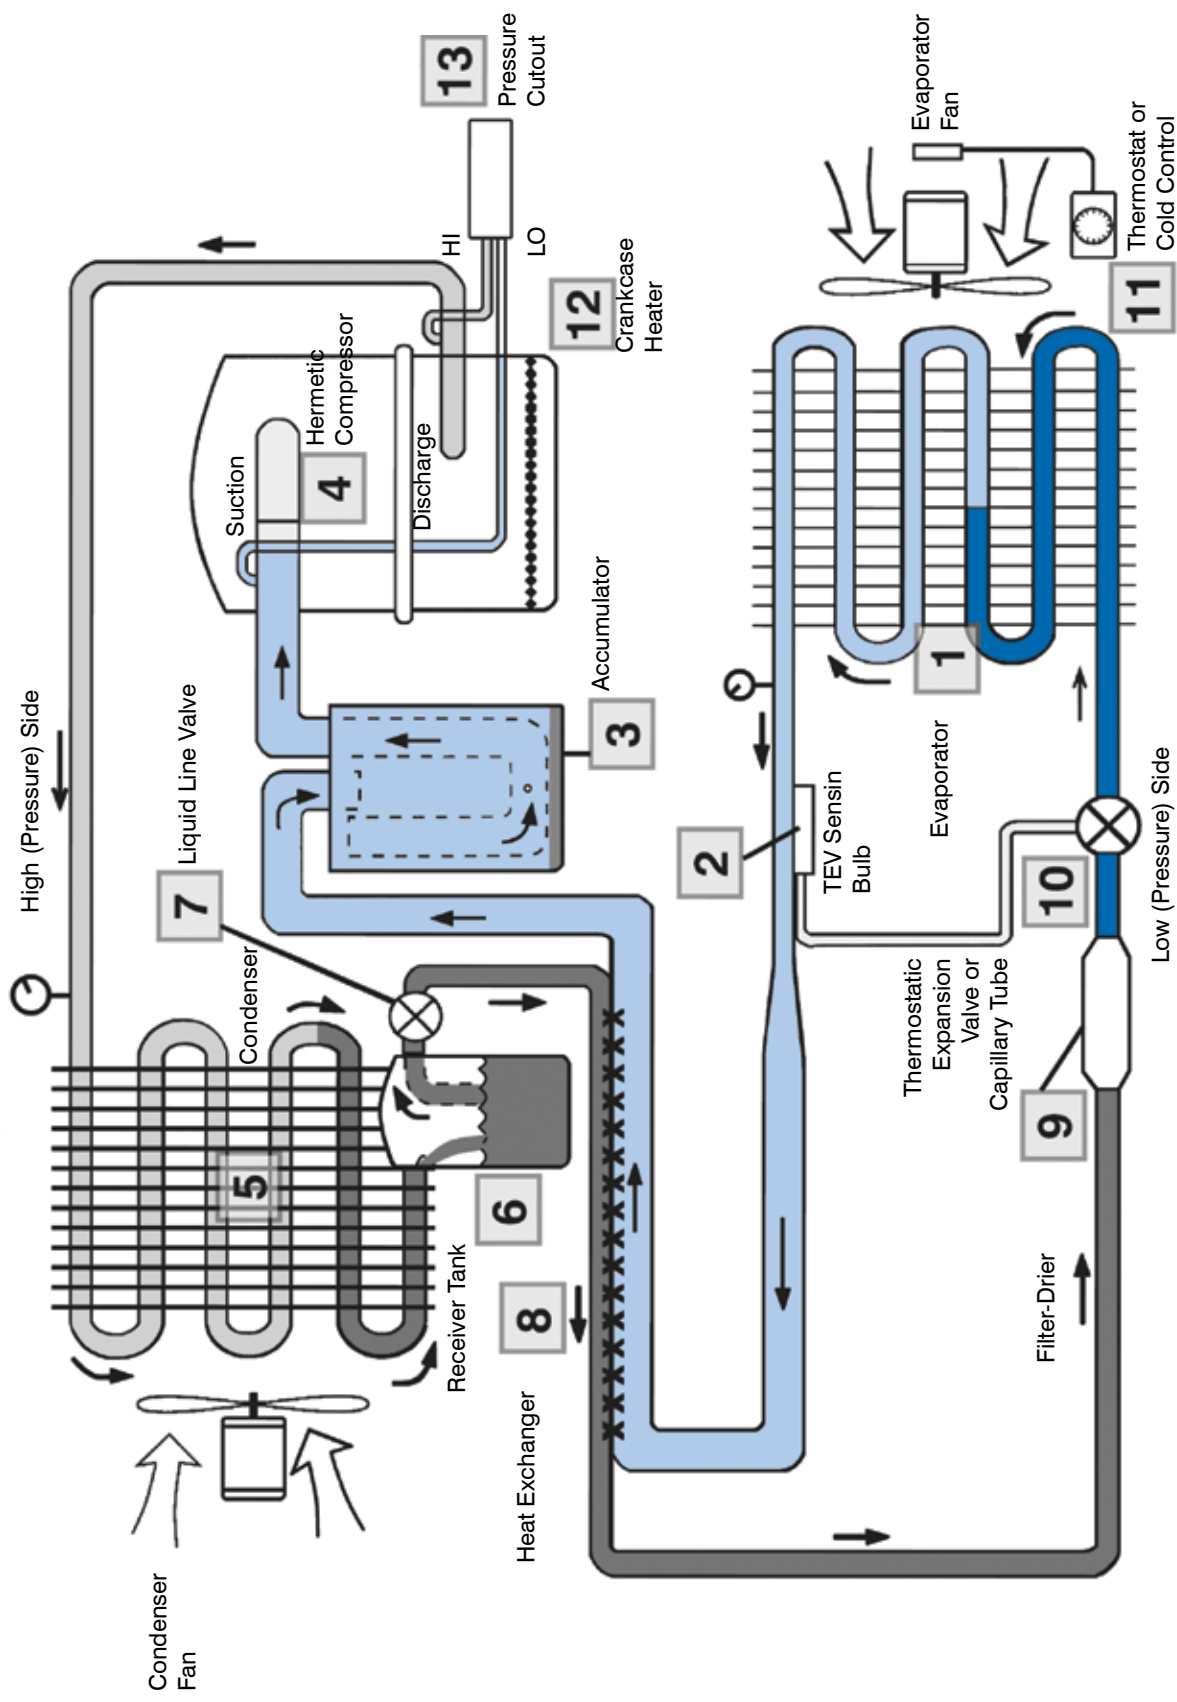 High (Pressure) Side
Condenser
Fan
5
Condenser
7
Liquid Line Valve
Suction
4
Hermetic
Compressor
Discharge
HI
LO
13
Pressure
Cutout
12
Crankcase
Heater
3
Accumulator
6
Receiver Tank
8
Heat Exchanger
2
TEV Sensin
Bulb
1
Evaporator
Evaporator
Fan
11
Thermostat or
Cold Control
Thermostatic
Expansion
Valve or
Capillary Tube
10
9
Filter-Drier
Low (Pressure) Side